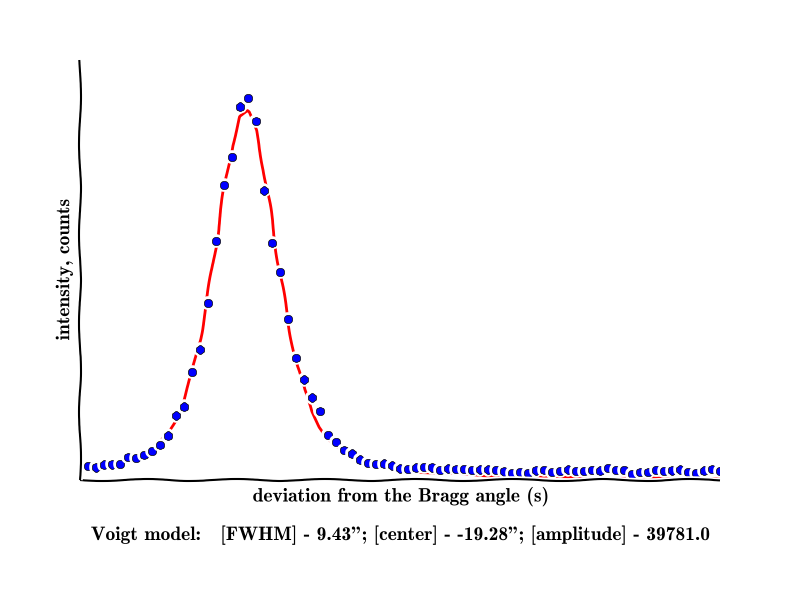 intensity, counts
deviation from the Bragg angle (s)
Voigt model: [FWHM] - 9.43”; [center] - -19.28”; [amplitude] - 39781.0